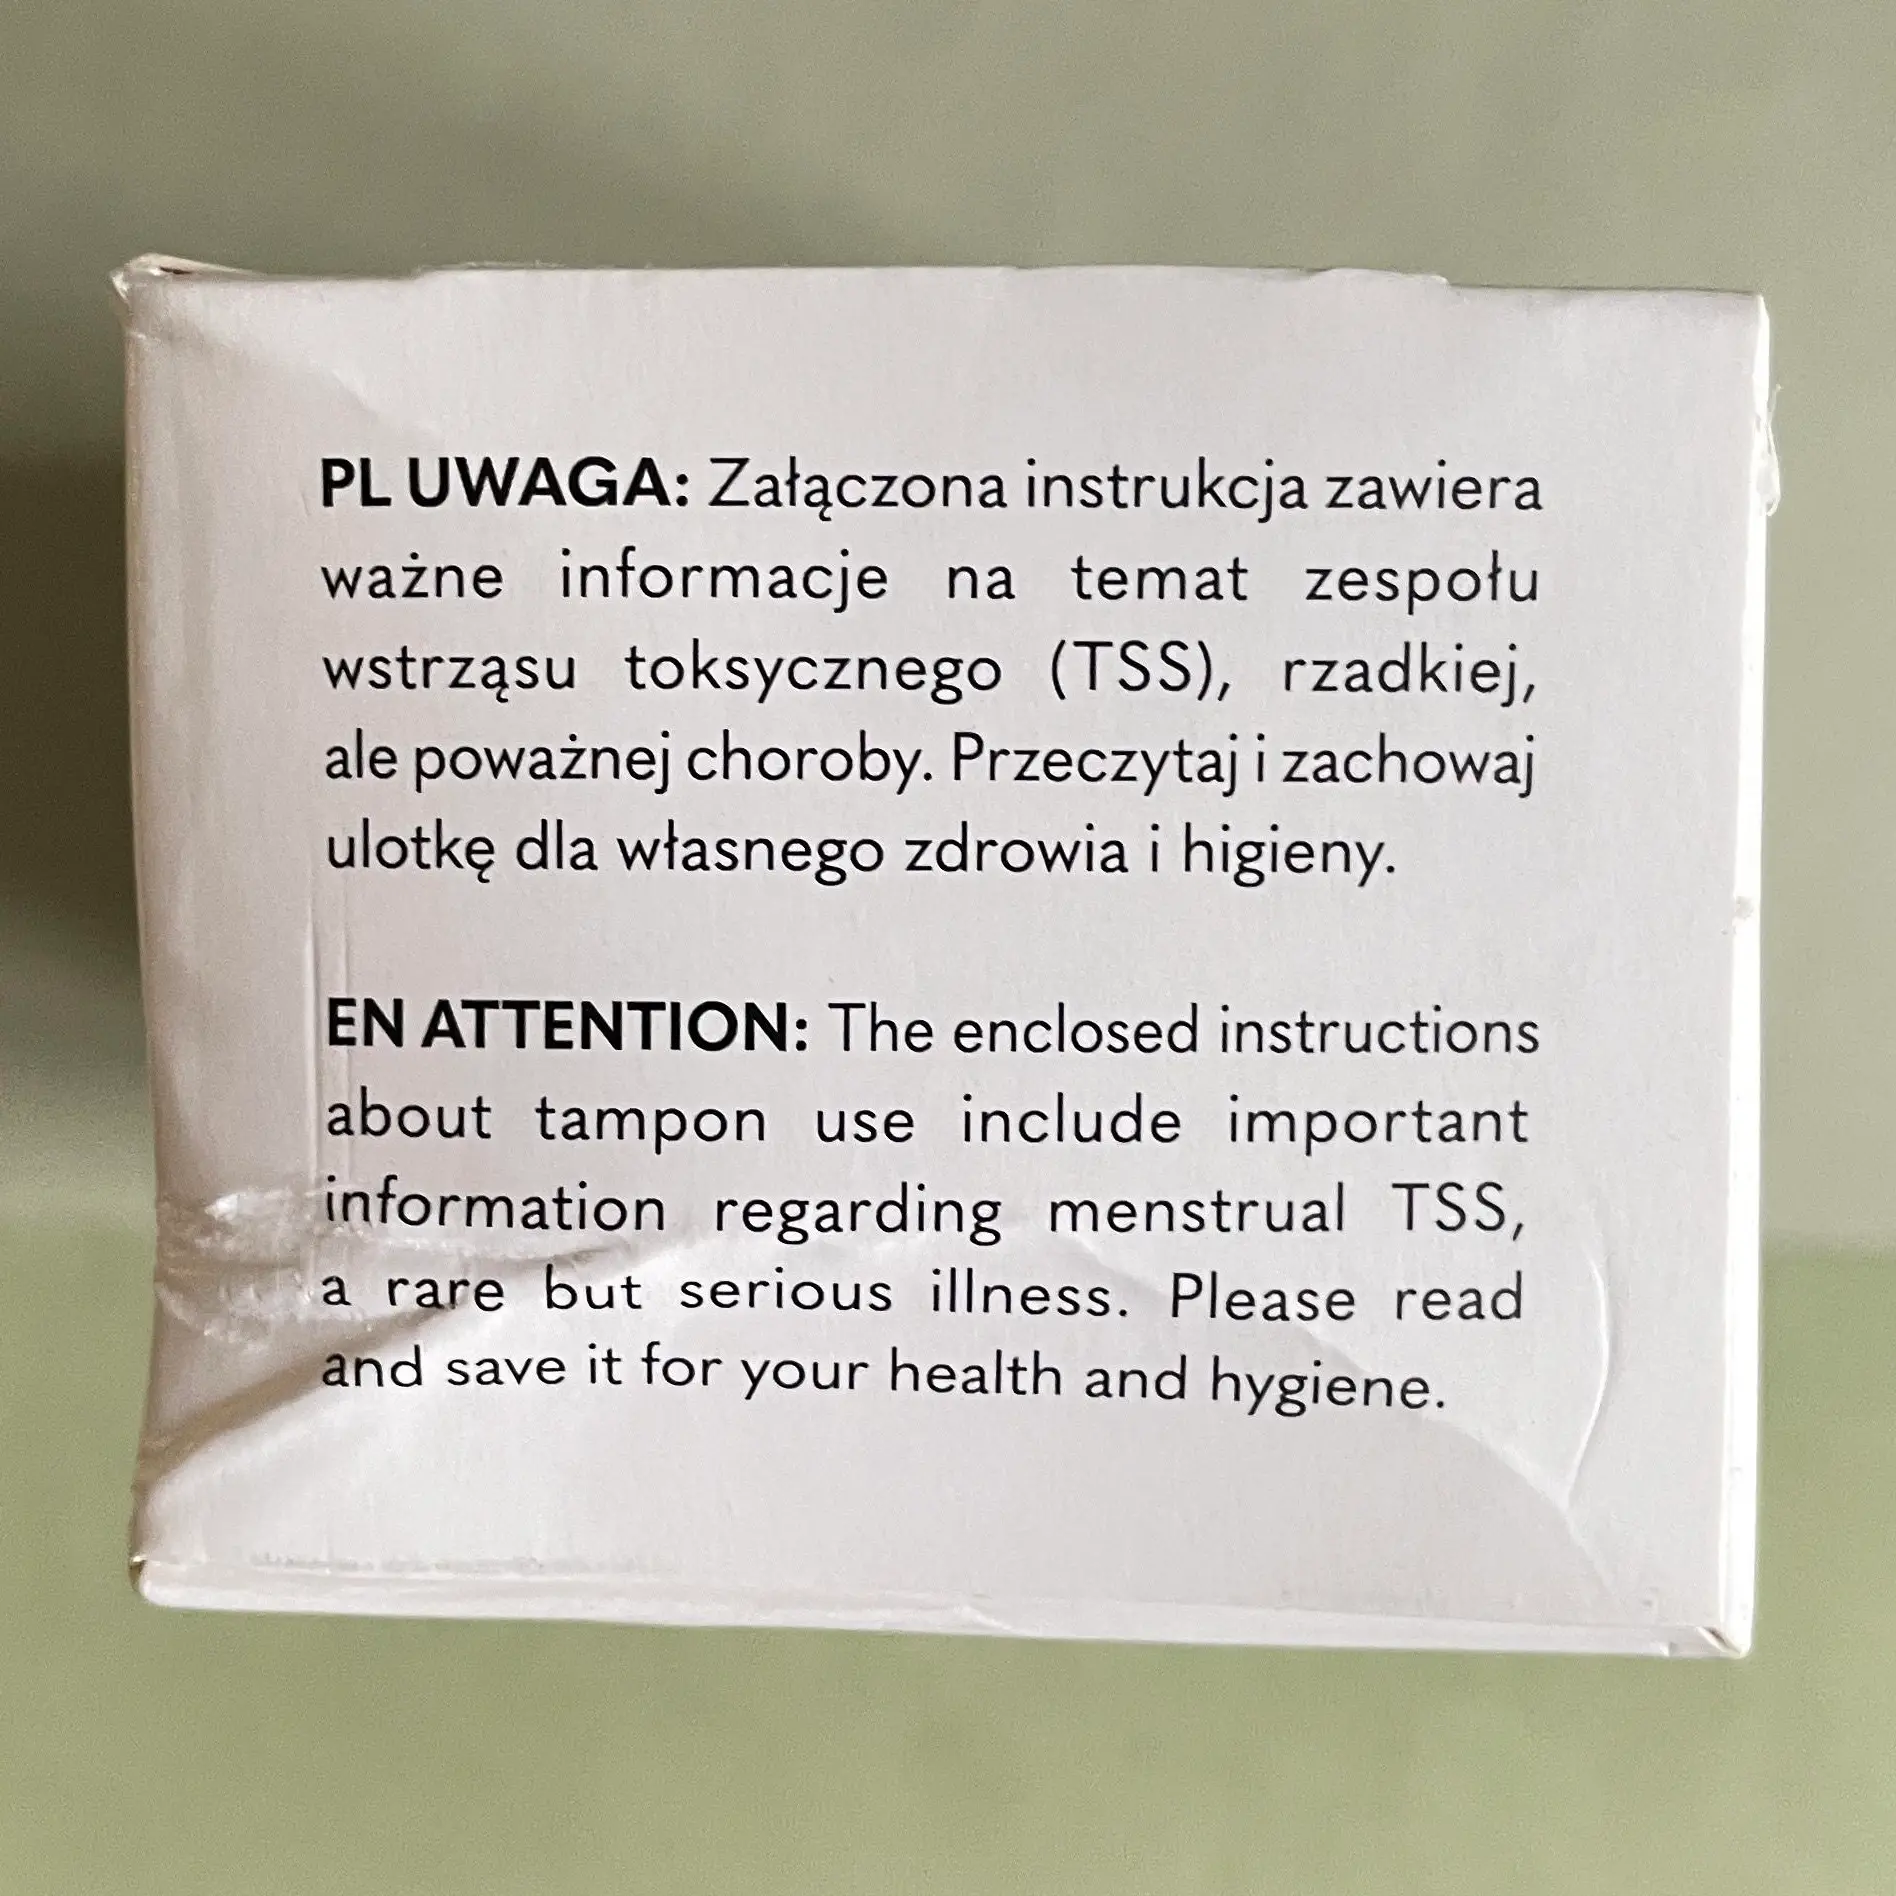 PL UWAGA: Załączona instrukcja zawiera
ważne informacje na temat zespołu
wstrząsu toksycznego (TSS), rzadkiej,
ale poważnej choroby. Przeczytaj i zachowaj
ulotkę dla własnego zdrowia i higieny.
EN ATTENTION: The enclosed instructions
about tampon use include important
information regarding menstrual TSS,
a rare but serious illness. Please read
and save it for your health and hygiene.